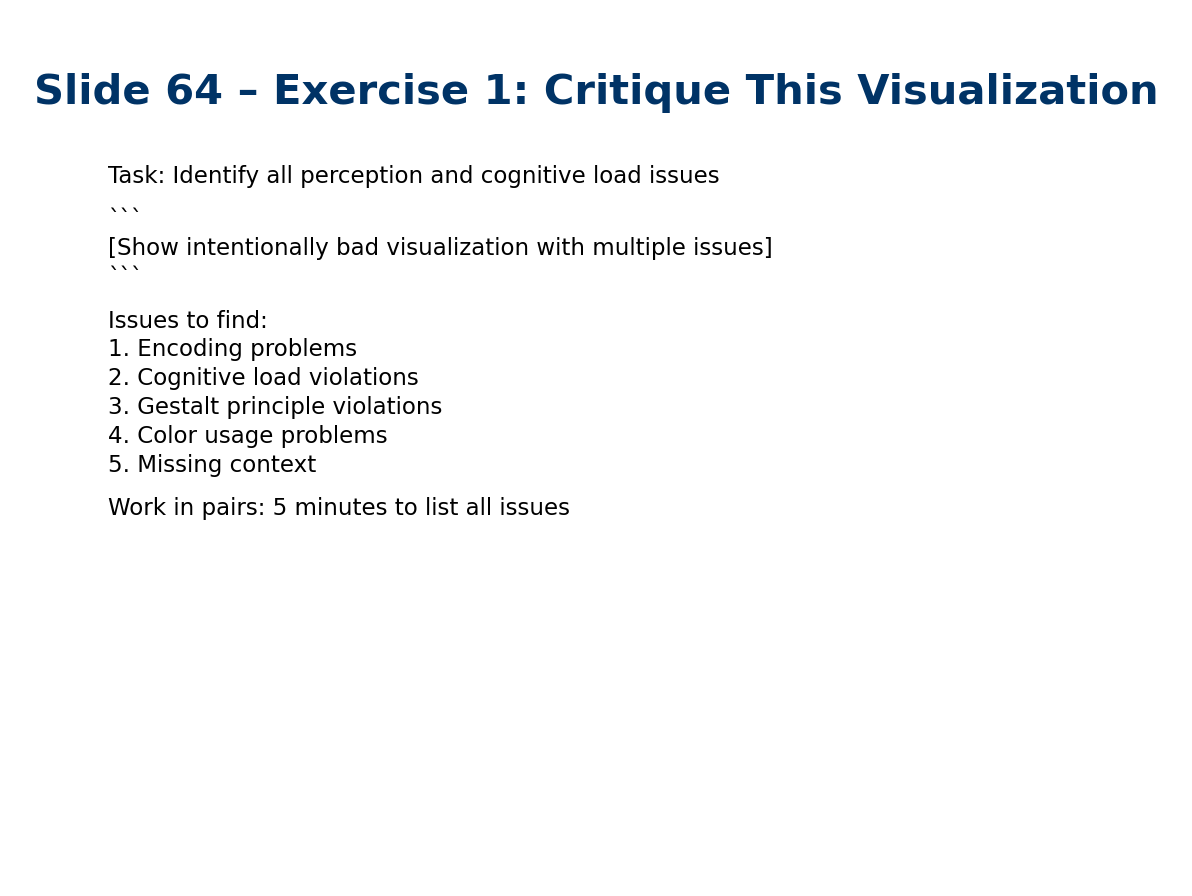 Slide 64 – Exercise 1: Critique This Visualization
Task: Identify all perception and cognitive load issues
```
[Show intentionally bad visualization with multiple issues]
```
Issues to find:
1. Encoding problems
2. Cognitive load violations
3. Gestalt principle violations
4. Color usage problems
5. Missing context
Work in pairs: 5 minutes to list all issues